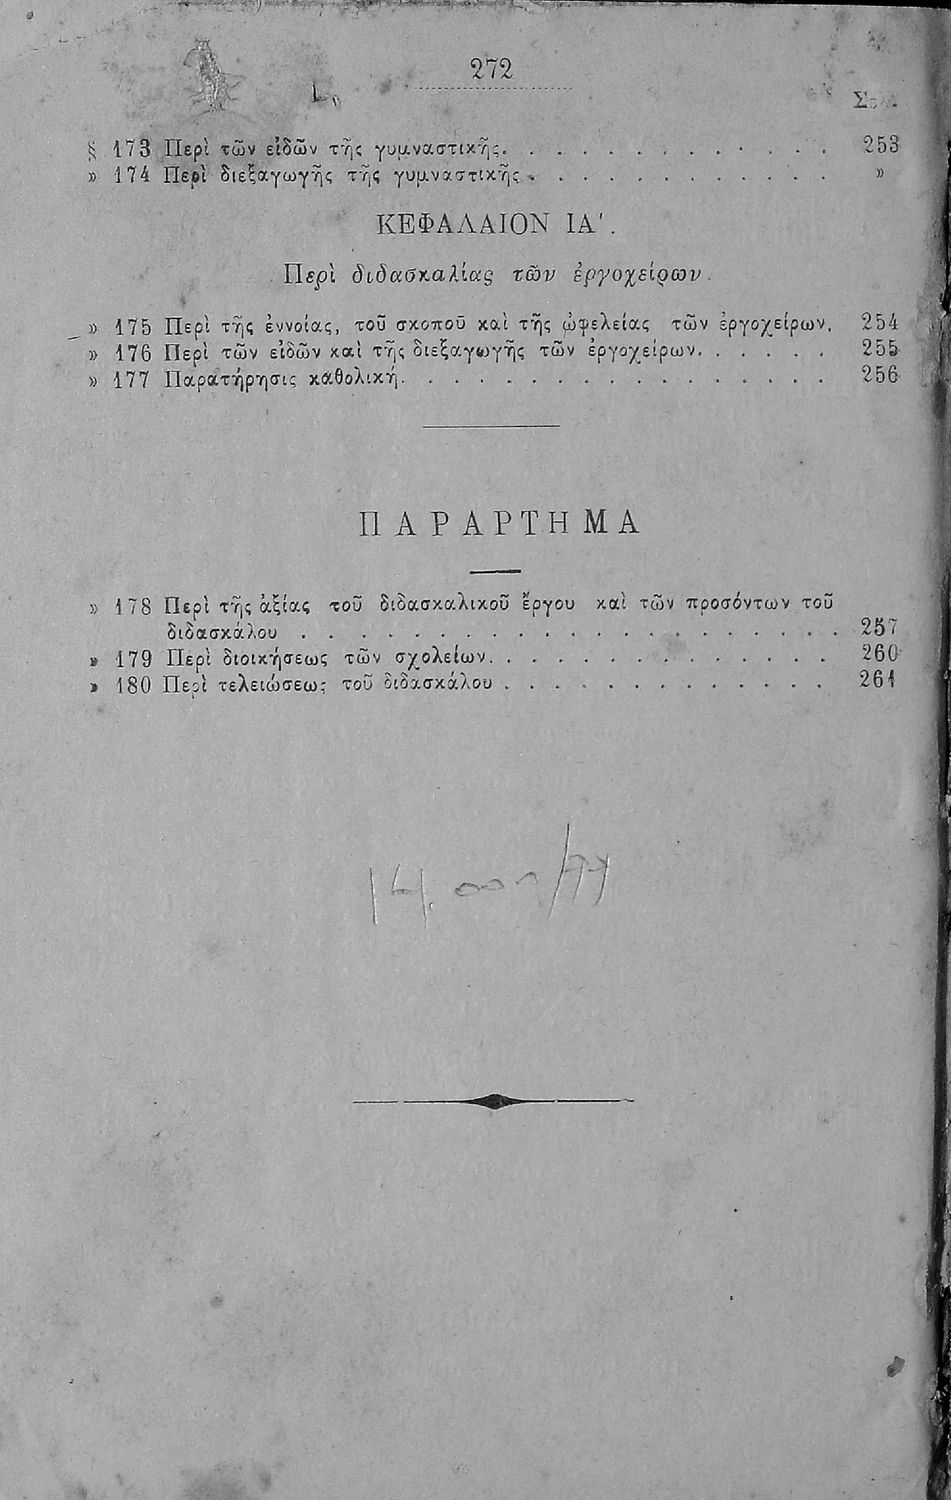 272
§ 173 Περὶ τῶν εἰδῶν τῆς γυμναστικῆς. . . . . . . . . . . . . 253
» 174 Περὶ διεξαγωγῆς τῆς γυμναστικῆς . . . . . . . . . . . . »
ΚΕΦΑΛΑΙΟΝ ΙΑ΄.
Περὶ διδασκαλίας τῶν ἐργοχείρων.
» 175 Περὶ τῆς ἐννοίας, τοῦ σκοποῦ καὶ τῆς ὠφελείας τῶν ἐργοχείρων. 254
» 176 Περὶ τῶν εἰδῶν καὶ τῆς διεξαγωγῆς τῶν ἐργοχείρων. . . . . . 255
» 177 Παρατήρησις καθολική. . . . . . . . . . . . . . . . 256
ΠΑΡΑΡΤΗΜΑ
» 178 Περὶ τῆς ἀξίας τοῦ διδασκαλικοῦ ἔργου καὶ τῶν προσόντων τοῦ
διδασκάλου . . . . . . . . . . . . . . . . . . . . 257
» 179 Περὶ διοικήσεως τῶν σχολείων. . . . . . . . . . . . . 260
» 180 Περὶ τελειώσεως τοῦ διδασκάλου . . . . . . . . . . . . 261